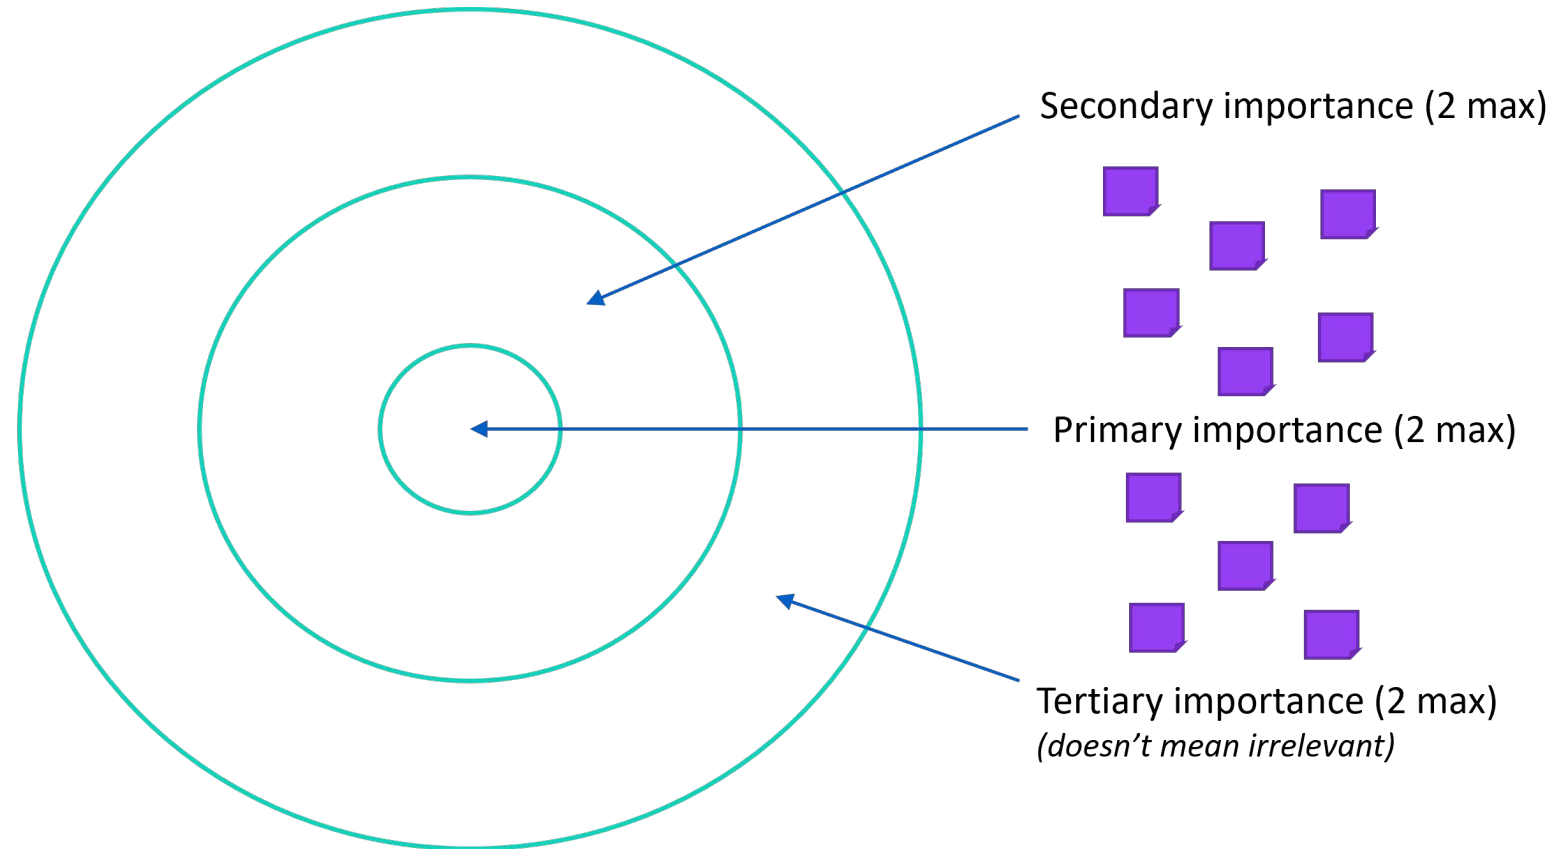 Secondary importance (2 max)
Primary importance (2 max)
Tertiary importance (2 max)
(doesn’t mean irrelevant)